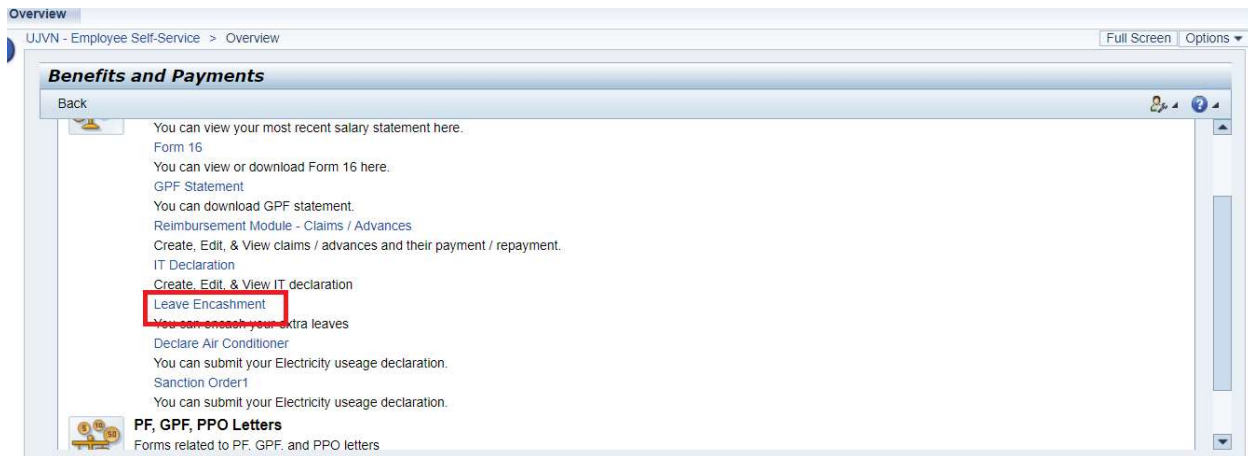 Overview
UJVN - Employee Self-Service > Overview
Full Screen Options
Benefits and Payments
Back
You can view your most recent salary statement here.
Form 16
You can view or download Form 16 here.
GPF Statement
You can download GPF statement.
Reimbursement Module - Claims / Advances
Create, Edit, & View claims / advances and their payment / repayment.
IT Declaration
Create, Edit, & View IT declaration
Leave Encashment
You can encash your extra leaves
Declare Air Conditioner
You can submit your Electricity useage declaration.
Sanction Order1
You can submit your Electricity useage declaration.
PF, GPF, PPO Letters
Forms related to PF, GPF, and PPO letters